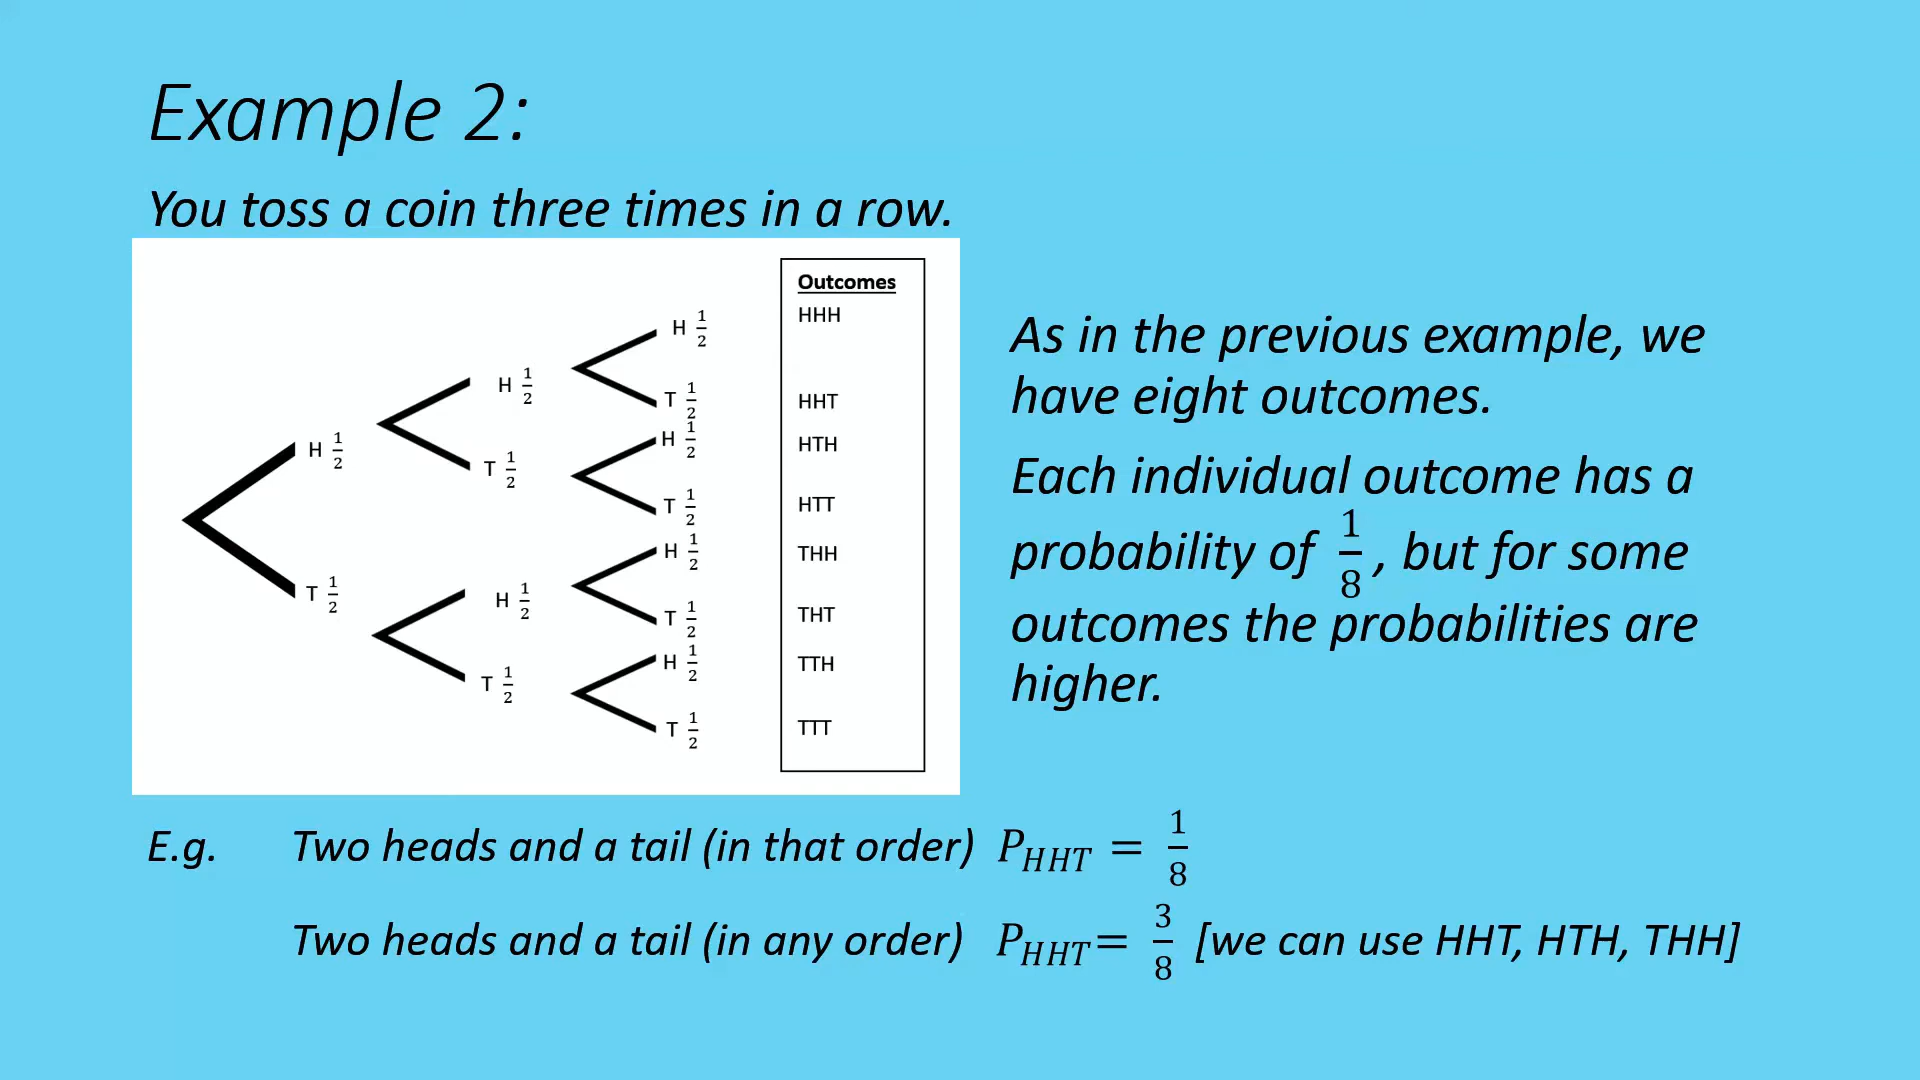 Example 2:
You toss a coin three times in a row.
Outcomes
H 1/2
T 1/2
H 1/2
T 1/2
H 1/2
T 1/2
H 1/2
T 1/2
H 1/2
T 1/2
H 1/2
T 1/2
H 1/2
T 1/2
HHH
HHT
HTH
HTT
THH
THT
TTH
TTT
As in the previous example, we
have eight outcomes.
Each individual outcome has a
probability of 1/8, but for some
outcomes the probabilities are
higher.
E.g. Two heads and a tail (in that order) P_HHT = 1/8
Two heads and a tail (in any order) P_HHT = 3/8 [we can use HHT, HTH, THH]